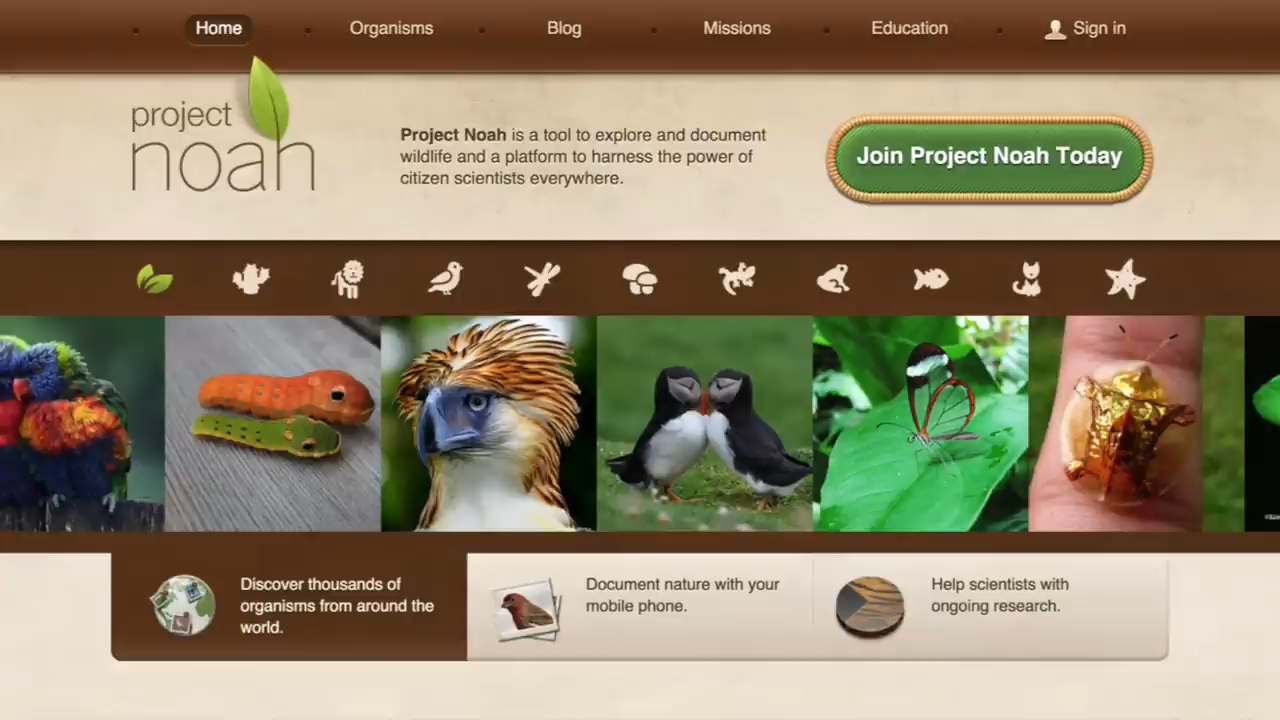 Home
Organisms
Blog
Missions
Education
Sign in
project
noah
Project Noah is a tool to explore and document
wildlife and a platform to harness the power of
citizen scientists everywhere.
Join Project Noah Today
Discover thousands of
organisms from around the
world.
Document nature with your
mobile phone.
Help scientists with
ongoing research.